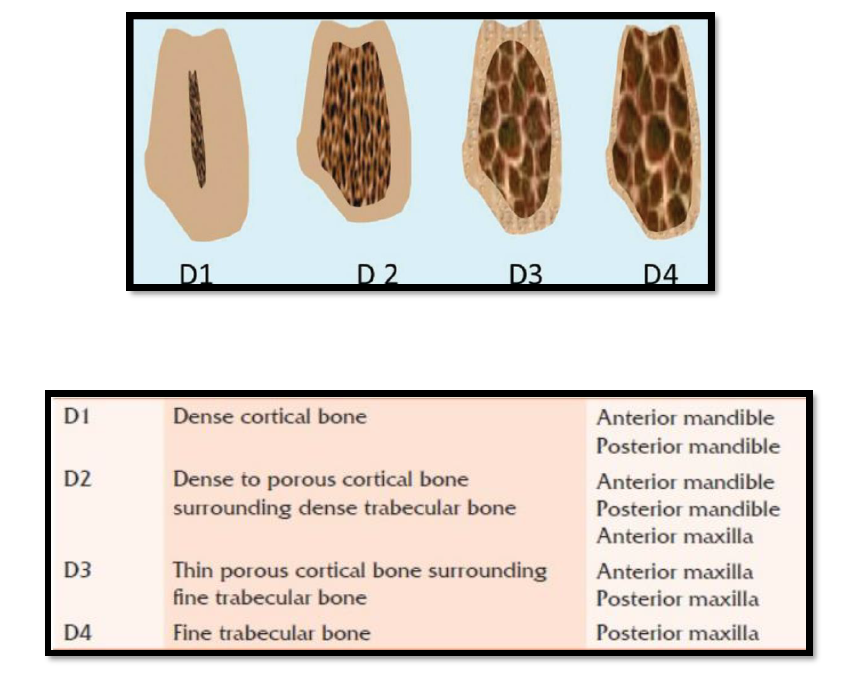 D1 D 2 D3 D4
D1 Dense cortical bone Anterior mandible
Posterior mandible
D2 Dense to porous cortical bone Anterior mandible
surrounding dense trabecular bone Posterior mandible
Anterior maxilla
D3 Thin porous cortical bone surrounding Anterior maxilla
fine trabecular bone Posterior maxilla
D4 Fine trabecular bone Posterior maxilla